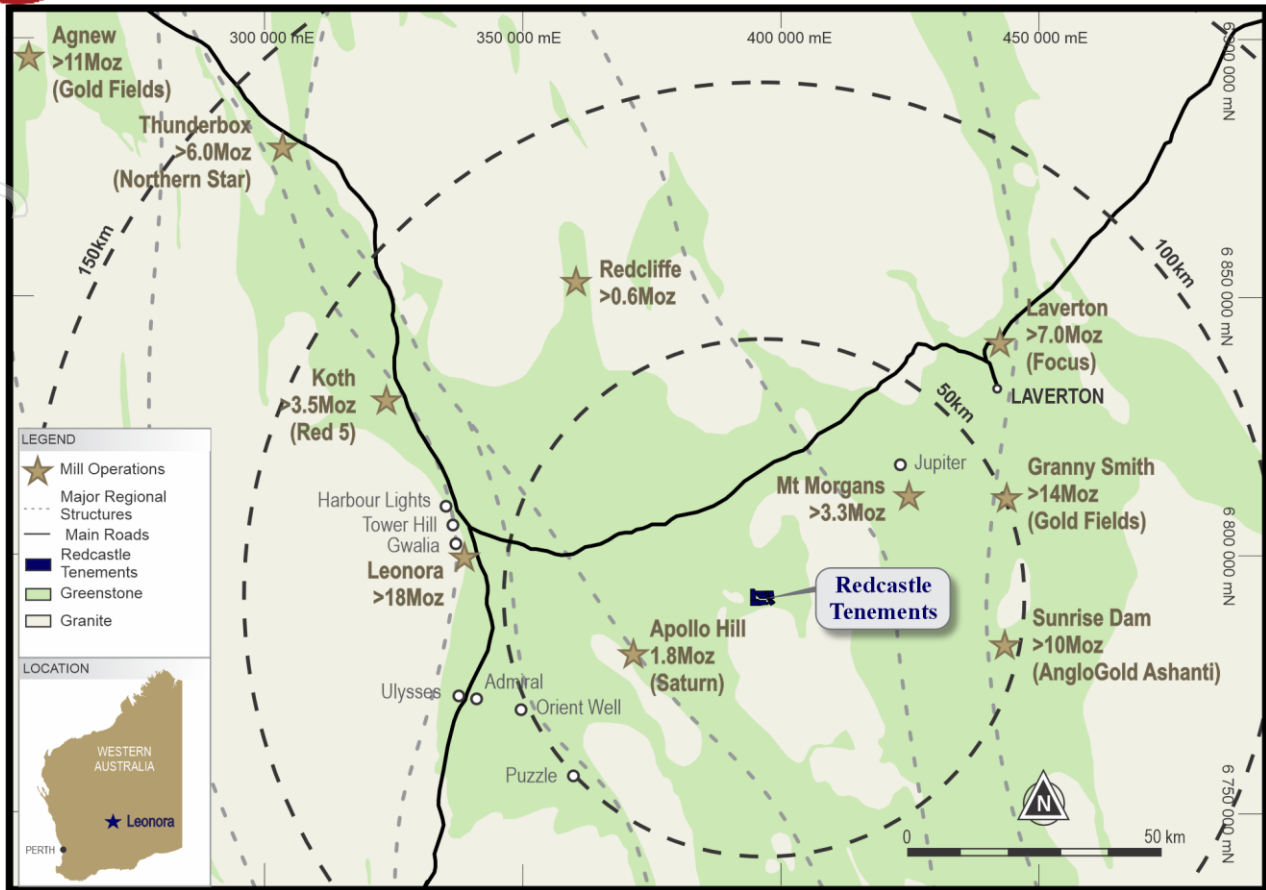 300 000 mE
350 000 mE
400 000 mE
450 000 mE
6 900 000 mN
6 850 000 mN
6 800 000 mN
6 750 000 mN
Agnew
>11Moz
(Gold Fields)
Thunderbox
>6.0Moz
(Northern Star)
150km
100km
50km
Redcliffe
>0.6Moz
Laverton
>7.0Moz
(Focus)
LAVERTON
Koth
>3.5Moz
(Red 5)
Jupiter
Mt Morgans
>3.3Moz
Granny Smith
>14Moz
(Gold Fields)
Harbour Lights
Tower Hill
Gwalia
Leonora
>18Moz
Redcastle
Tenements
Apollo Hill
1.8Moz
(Saturn)
Sunrise Dam
>10Moz
(AngloGold Ashanti)
Ulysses
Admiral
Orient Well
Puzzle
LEGEND
Mill Operations
Major Regional
Structures
Main Roads
Redcastle
Tenements
Greenstone
Granite
LOCATION
WESTERN
AUSTRALIA
Leonora
PERTH
N
0
50 km